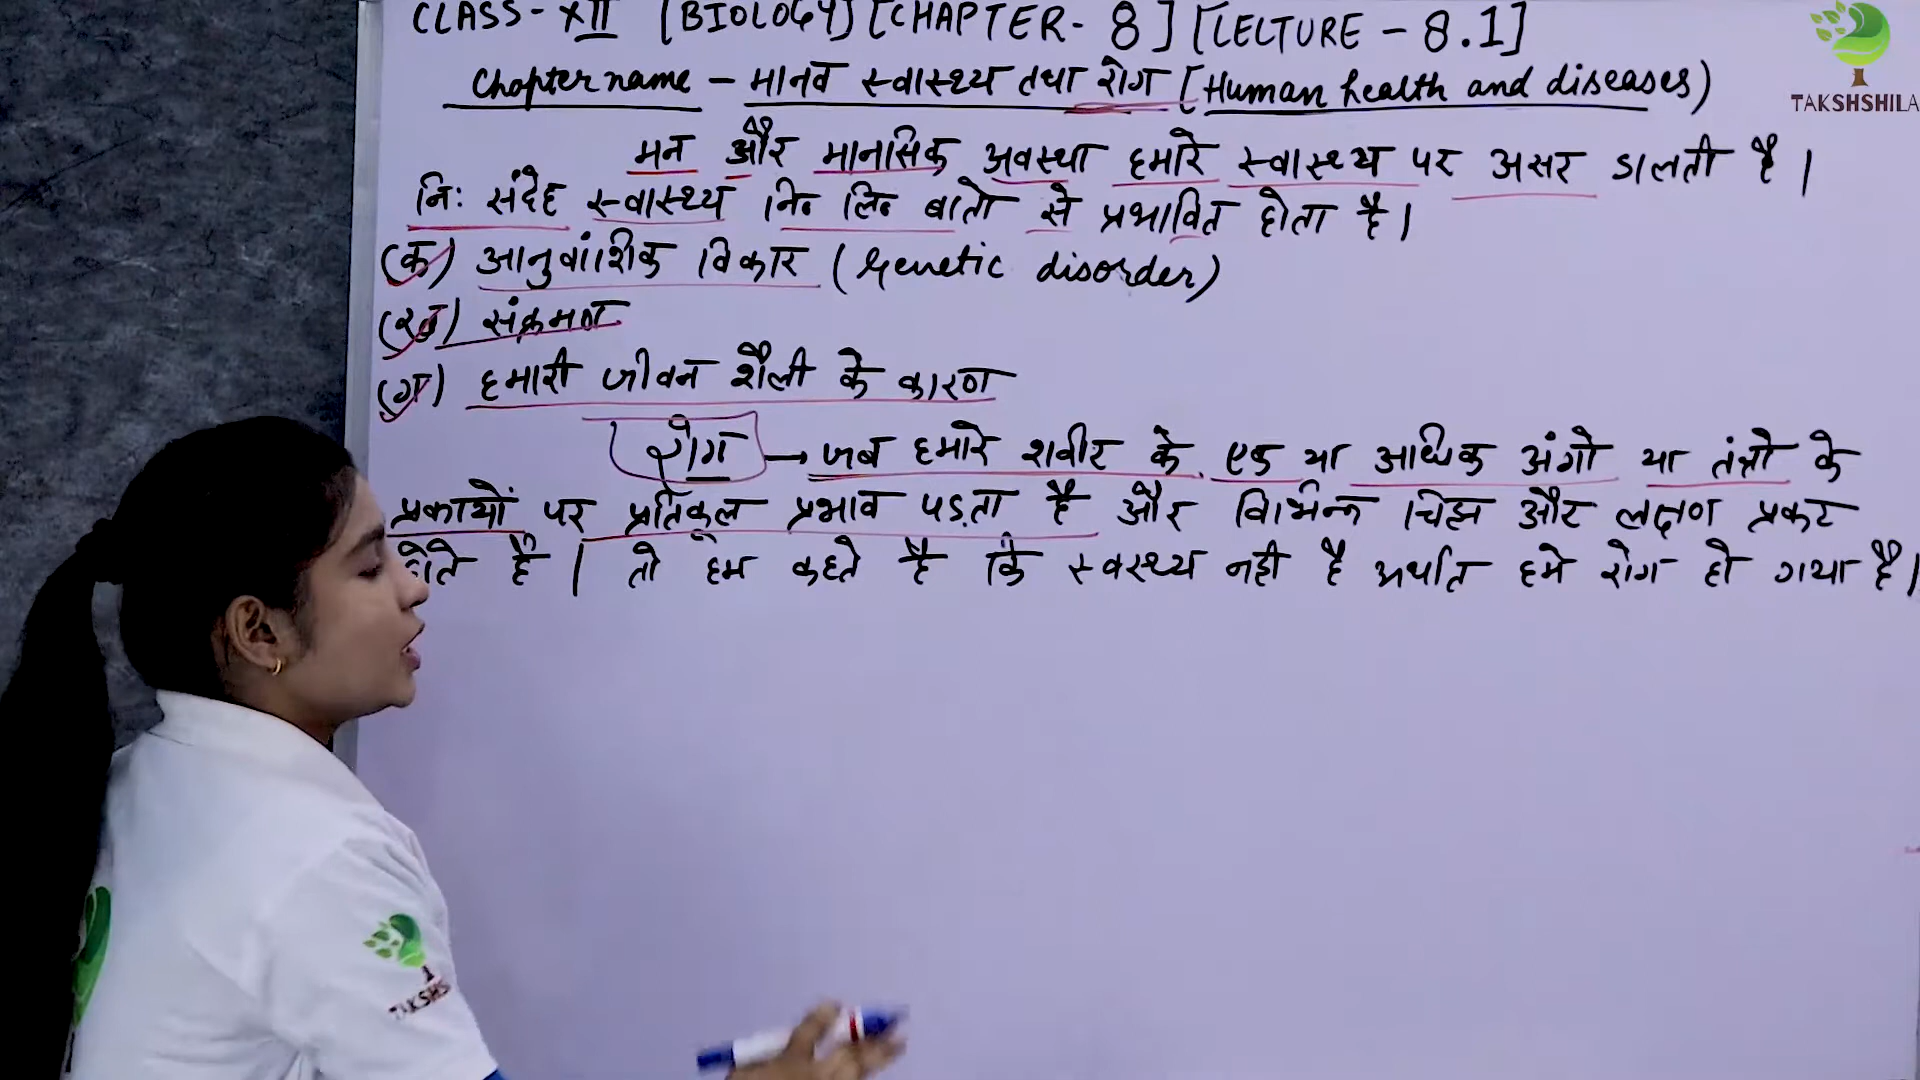 CLASS-XII [BIOLOGY] [CHAPTER- 8] [LECTURE - 8.1]
TAKSHSHILA
Chapter name - मानव स्वास्थ्य तथा रोग [Human health and diseases)
मन और मानसिक अवस्था हमारे स्वास्थ्य पर असर डालती है।
नि: संदेह स्वास्थ्य बातो से प्रभावित होता है।
(क) आनुवांशिक विकार (Genetic disorder)
(ख) संक्रमण
(ग) हमारी जीवन शैली के कारण
रोग → जब हमारे शरीर के एक या अधिक अंगो या तंत्रो के
प्रकार्यो पर प्रतिकूल प्रभाव पड़ता है और विभिन्न चिह्न और लक्षण प्रकट
होते है। तो हम कहते है कि स्वस्थ्य नही है अर्थात हमे रोग हो गया है।
TAKSHS